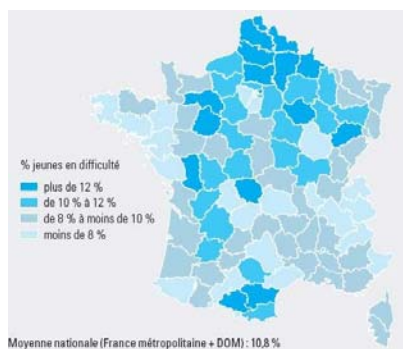 % jeunes en difficulté
plus de 12 %
de 10 % à 12 %
de 8 % à moins de 10 %
moins de 8 %
Moyenne nationale (France métropolitaine + DOM) : 10,8 %